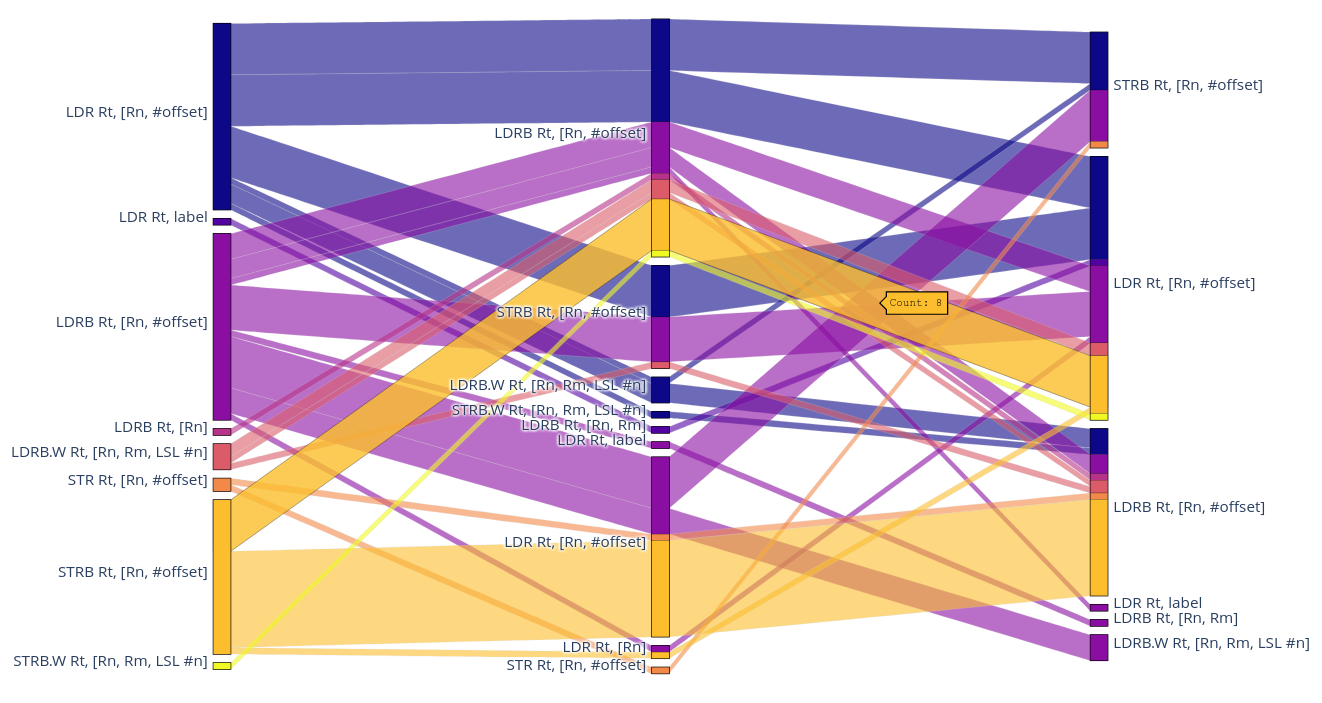 LDR Rt, [Rn, #offset]
LDR Rt, label
LDRB Rt, [Rn, #offset]
LDRB Rt, [Rn]
LDRB.W Rt, [Rn, Rm, LSL #n]
STR Rt, [Rn, #offset]
STRB Rt, [Rn, #offset]
STRB.W Rt, [Rn, Rm, LSL #n]
LDRB Rt, [Rn, #offset]
STRB Rt, [Rn, #offset]
LDRB.W Rt, [Rn, Rm, LSL #n]
STRB.W Rt, [Rn, Rm, LSL #n]
LDRB Rt, [Rn, Rm]
LDR Rt, label
LDR Rt, [Rn, #offset]
LDR Rt, [Rn]
STR Rt, [Rn, #offset]
Count: 8
STRB Rt, [Rn, #offset]
LDR Rt, [Rn, #offset]
LDRB Rt, [Rn, #offset]
LDR Rt, label
LDRB Rt, [Rn, Rm]
LDRB.W Rt, [Rn, Rm, LSL #n]